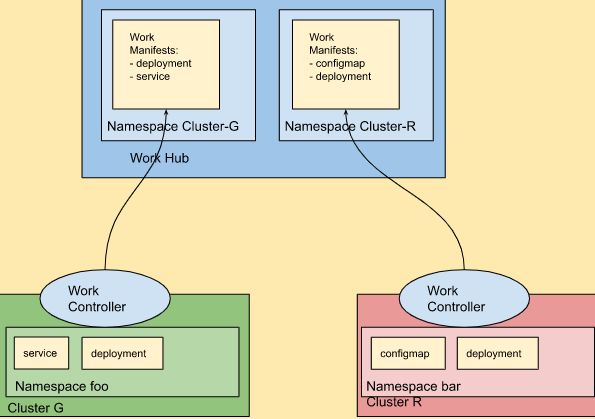 Work
Manifests:
- deployment
- service
Namespace Cluster-G
Work
Manifests:
- configmap
- deployment
Namespace Cluster-R
Work Hub
Work
Controller
service
deployment
Namespace foo
Cluster G
Work
Controller
configmap
deployment
Namespace bar
Cluster R